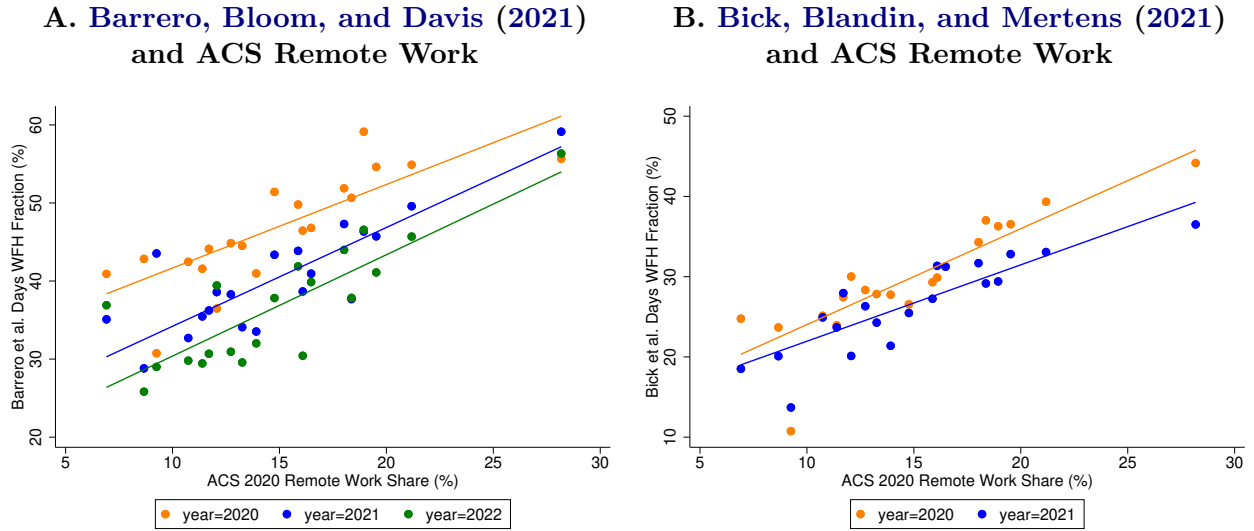 A. Barrero, Bloom, and Davis (2021)
and ACS Remote Work
Barrero et al. Days WFH Fraction (%)
60
50
40
30
20
5
10
15
20
25
30
ACS 2020 Remote Work Share (%)
year=2020
year=2021
year=2022
B. Bick, Blandin, and Mertens (2021)
and ACS Remote Work
Bick et al. Days WFH Fraction (%)
50
40
30
20
10
5
10
15
20
25
30
ACS 2020 Remote Work Share (%)
year=2020
year=2021